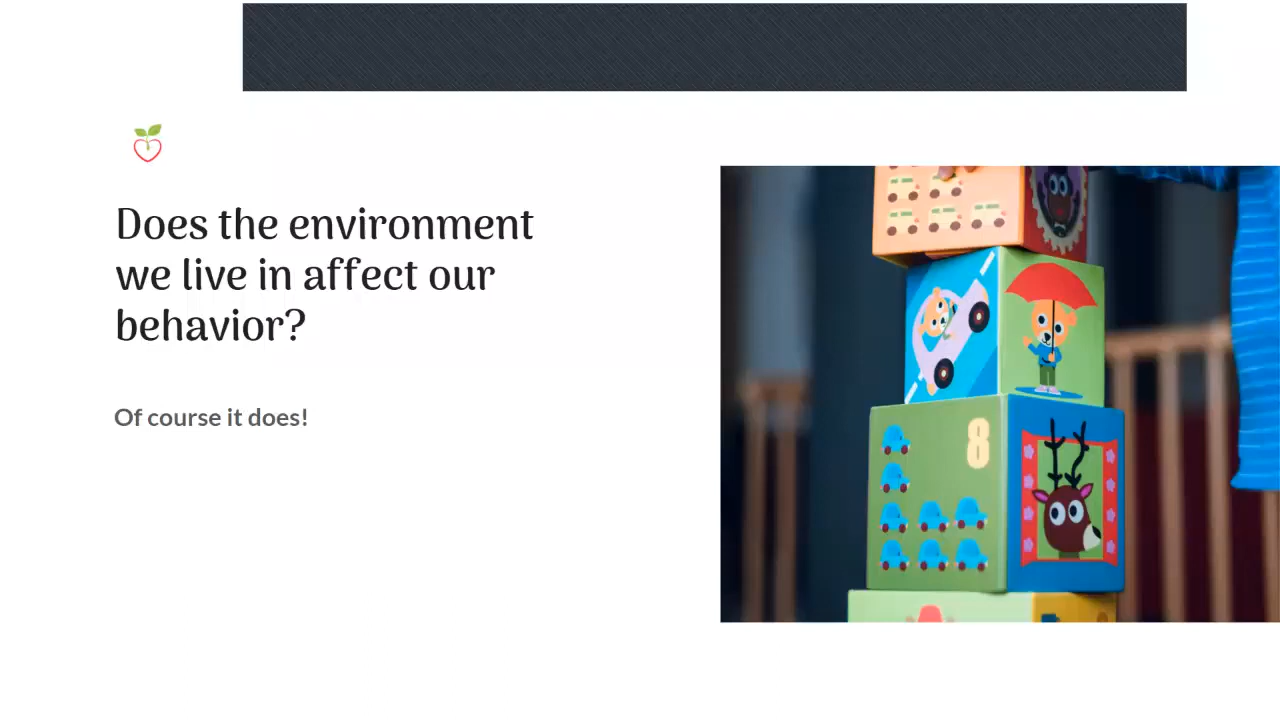 Does the environment
we live in affect our
behavior?
Of course it does!
8